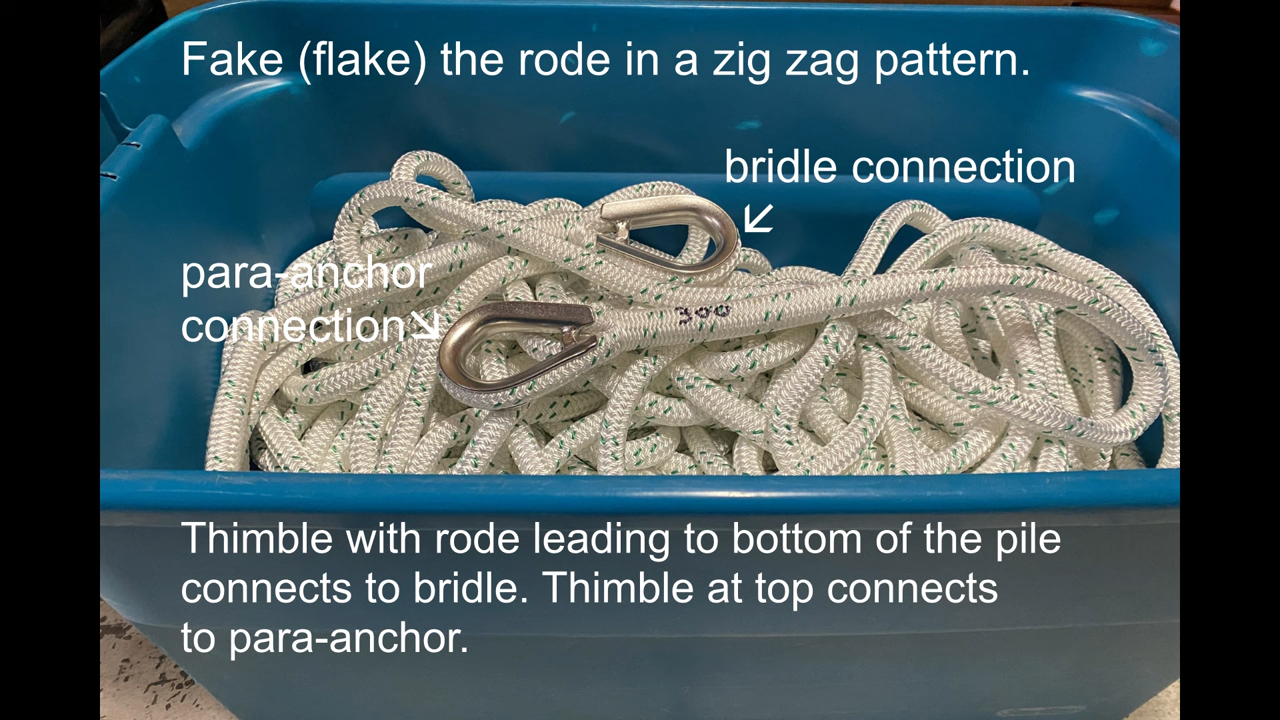 Fake (flake) the rode in a zig zag pattern.
bridle connection
para-anchor
connection
300
Thimble with rode leading to bottom of the pile
connects to bridle. Thimble at top connects
to para-anchor.